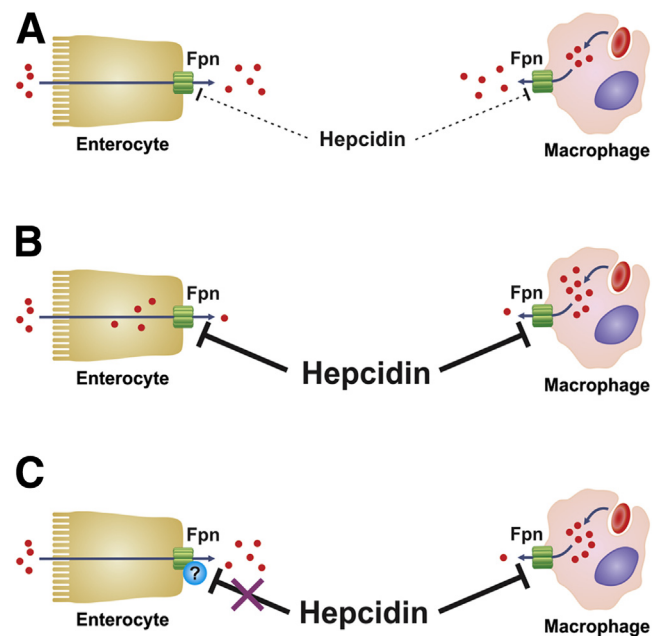 A
Fpn
Fpn
Hepcidin
Enterocyte
Macrophage
B
Fpn
Fpn
Hepcidin
Enterocyte
Macrophage
C
Fpn
Fpn
?
Hepcidin
Enterocyte
Macrophage